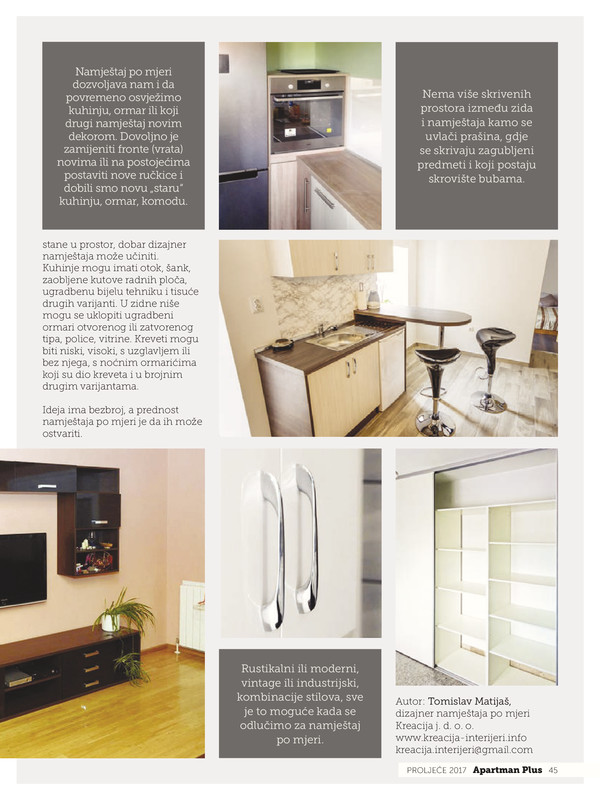 Namještaj po mjeri
dozvoljava nam i da
povremeno osvježimo
kuhinju, ormar ili koji
drugi namještaj novim
dekorom. Dovoljno je
zamijeniti fronte (vrata)
novima ili na postojećima
postaviti nove ručkice i
dobili smo novu „staru“
kuhinju, ormar, komodu.
Nema više skrivenih
prostora između zida
i namještaja kamo se
uvlači prašina, gdje
se skrivaju zagubljeni
predmeti i koji postaju
skrovište bubama.
stane u prostor, dobar dizajner
namještaja može učiniti.
Kuhinje mogu imati otok, šank,
zaobljene kutove radnih ploča,
ugradbenu bijelu tehniku i tisuće
drugih varijanti. U zidne niše
mogu se uklopiti ugradbeni
ormari otvorenog ili zatvorenog
tipa, police, vitrine. Kreveti mogu
biti niski, visoki, s uzglavljem ili
bez njega, s noćnim ormarićima
koji su dio kreveta i u brojnim
drugim varijantama.
Ideja ima bezbroj, a prednost
namještaja po mjeri je da ih može
ostvariti.
Rustikalni ili moderni,
vintage ili industrijski,
kombinacije stilova, sve
je to moguće kada se
odlučimo za namještaj
po mjeri.
Autor: Tomislav Matijaš,
dizajner namještaja po mjeri
Kreacija j. d. o. o.
www.kreacija-interijeri.info
kreacija.interijeri@gmail.com
PROLJEĆE 2017 Apartman Plus 45